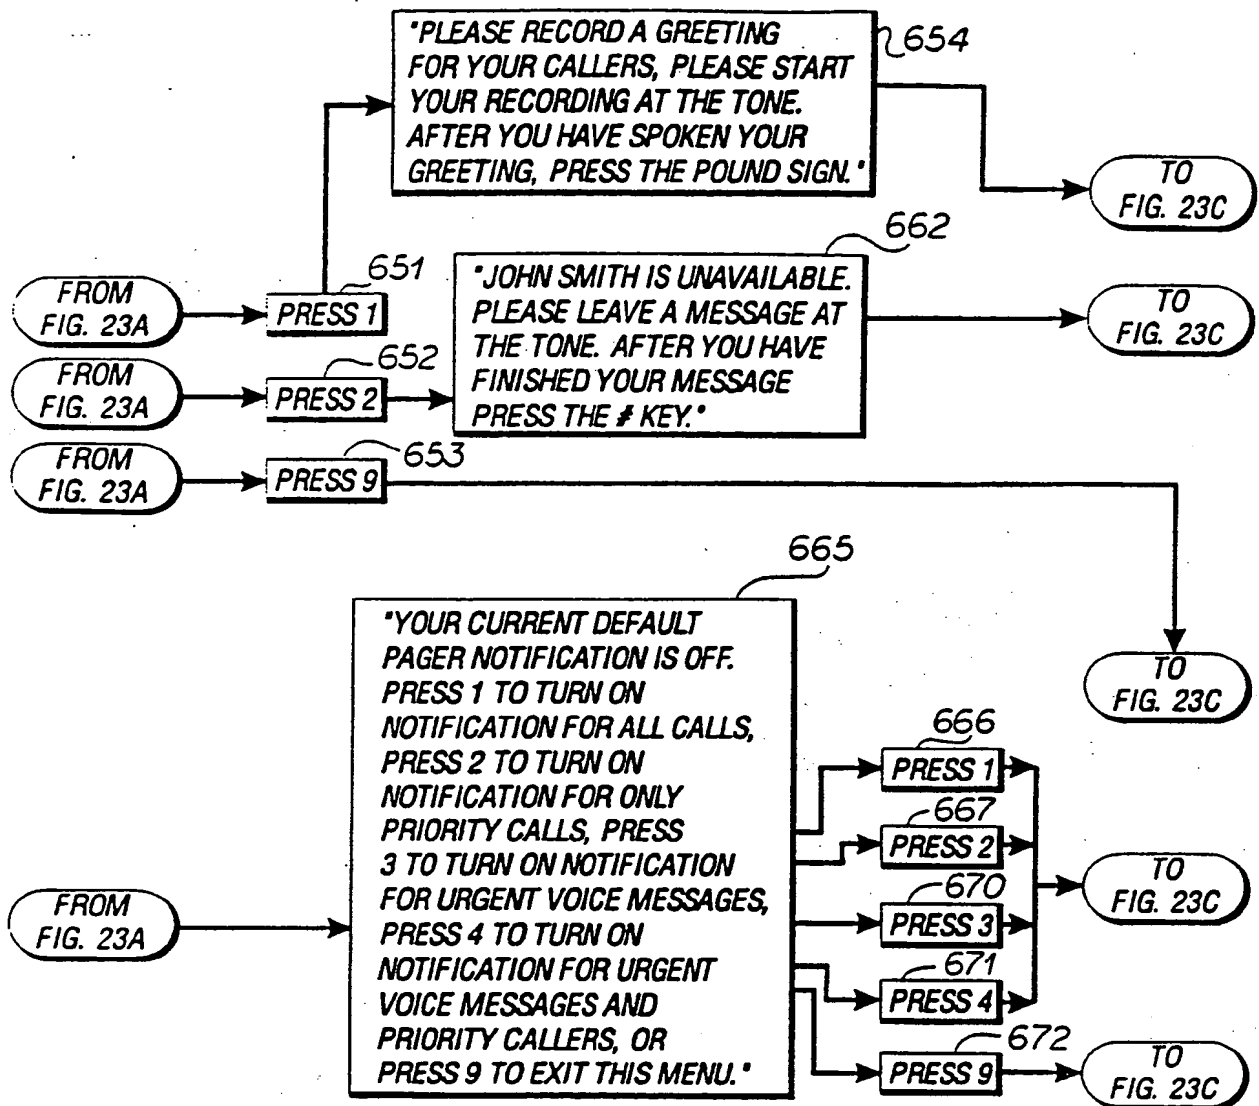 "PLEASE RECORD A GREETING
FOR YOUR CALLERS, PLEASE START
YOUR RECORDING AT THE TONE.
AFTER YOU HAVE SPOKEN YOUR
GREETING, PRESS THE POUND SIGN."
654
TO
FIG. 23C
FROM
FIG. 23A
651
PRESS 1
662
"JOHN SMITH IS UNAVAILABLE.
PLEASE LEAVE A MESSAGE AT
THE TONE. AFTER YOU HAVE
FINISHED YOUR MESSAGE
PRESS THE # KEY."
TO
FIG. 23C
FROM
FIG. 23A
652
PRESS 2
FROM
FIG. 23A
653
PRESS 9
TO
FIG. 23C
665
"YOUR CURRENT DEFAULT
PAGER NOTIFICATION IS OFF.
PRESS 1 TO TURN ON
NOTIFICATION FOR ALL CALLS,
PRESS 2 TO TURN ON
NOTIFICATION FOR ONLY
PRIORITY CALLS, PRESS
3 TO TURN ON NOTIFICATION
FOR URGENT VOICE MESSAGES,
PRESS 4 TO TURN ON
NOTIFICATION FOR URGENT
VOICE MESSAGES AND
PRIORITY CALLERS, OR
PRESS 9 TO EXIT THIS MENU."
FROM
FIG. 23A
666
PRESS 1
667
PRESS 2
670
PRESS 3
671
PRESS 4
TO
FIG. 23C
672
PRESS 9
TO
FIG. 23C